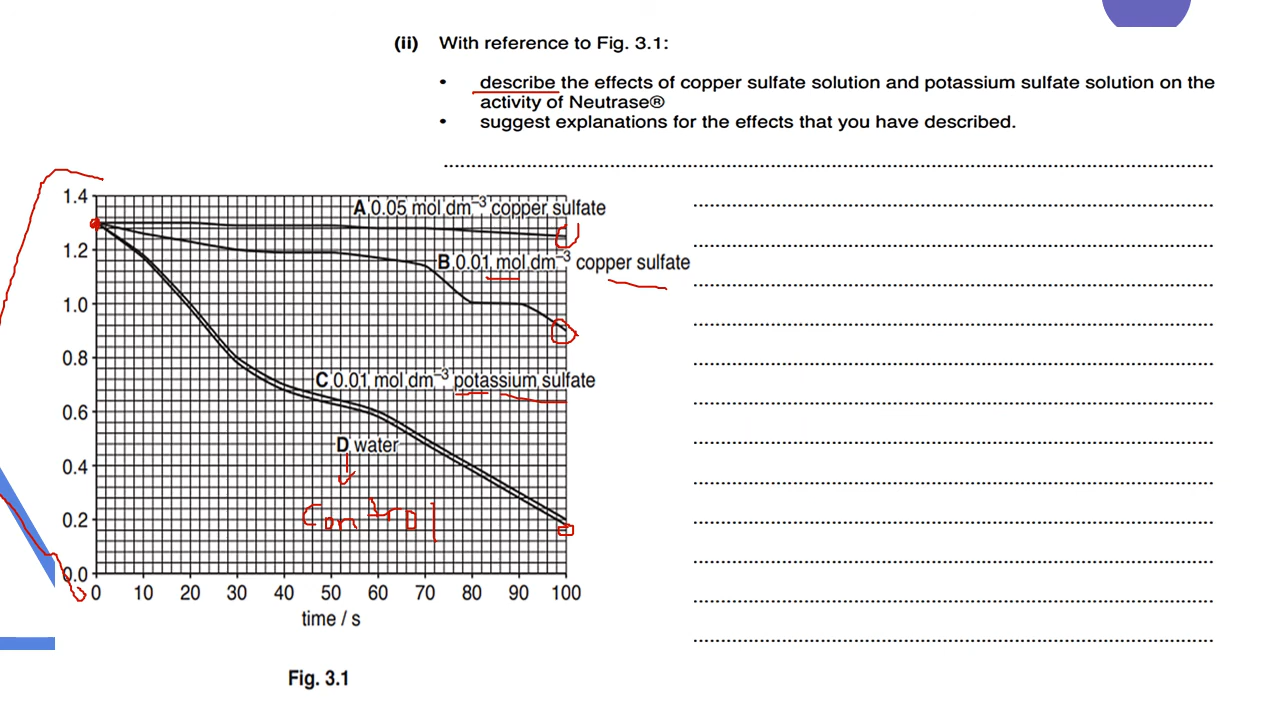 (ii) With reference to Fig. 3.1:
• describe the effects of copper sulfate solution and potassium sulfate solution on the
activity of Neutrase®
• suggest explanations for the effects that you have described.
1.4
A 0.05 mol dm⁻³ copper sulfate
1.2
B 0.01 mol dm⁻³ copper sulfate
1.0
0.8
C 0.01 mol dm⁻³ potassium sulfate
0.6
D water
0.4
Control
0.2
0.0
0 10 20 30 40 50 60 70 80 90 100
time / s
Fig. 3.1